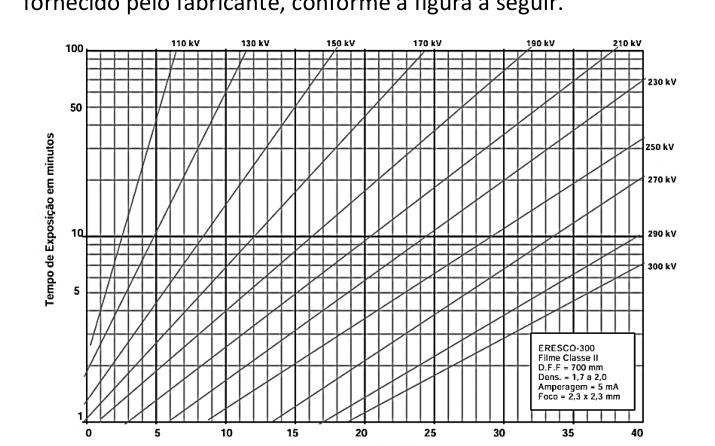 fornecido pelo fabricante, conforme a figura a seguir.
110 kV 130 kV 150 kV 170 kV 190 kV 210 kV
100
230 kV
50
250 kV
270 kV
Tempo de Exposição em minutos
10
290 kV
300 kV
5
ERESCO-300
Filme Classe II
D.F.F = 700 mm
Dens. = 1,7 a 2,0
Amperagem = 5 mA
Foco = 2,3 x 2,3 mm
1
0 5 10 15 20 25 30 35 40